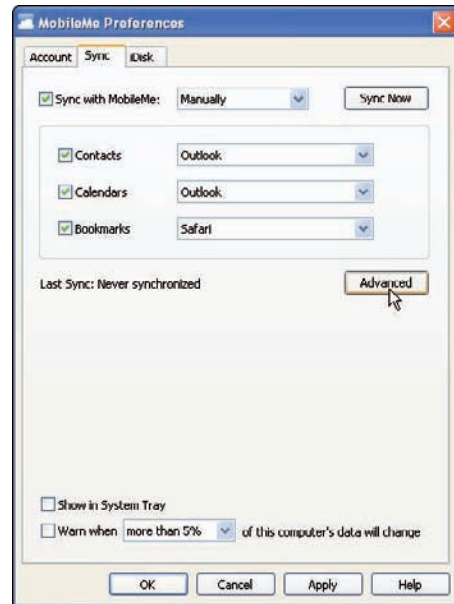 MobileMe Preferences
Account Sync iDisk
Sync with MobileMe: Manually Sync Now
Contacts Outlook
Calendars Outlook
Bookmarks Safari
Last Sync: Never synchronized Advanced
Show in System Tray
Warn when more than 5% of this computer's data will change
OK Cancel Apply Help